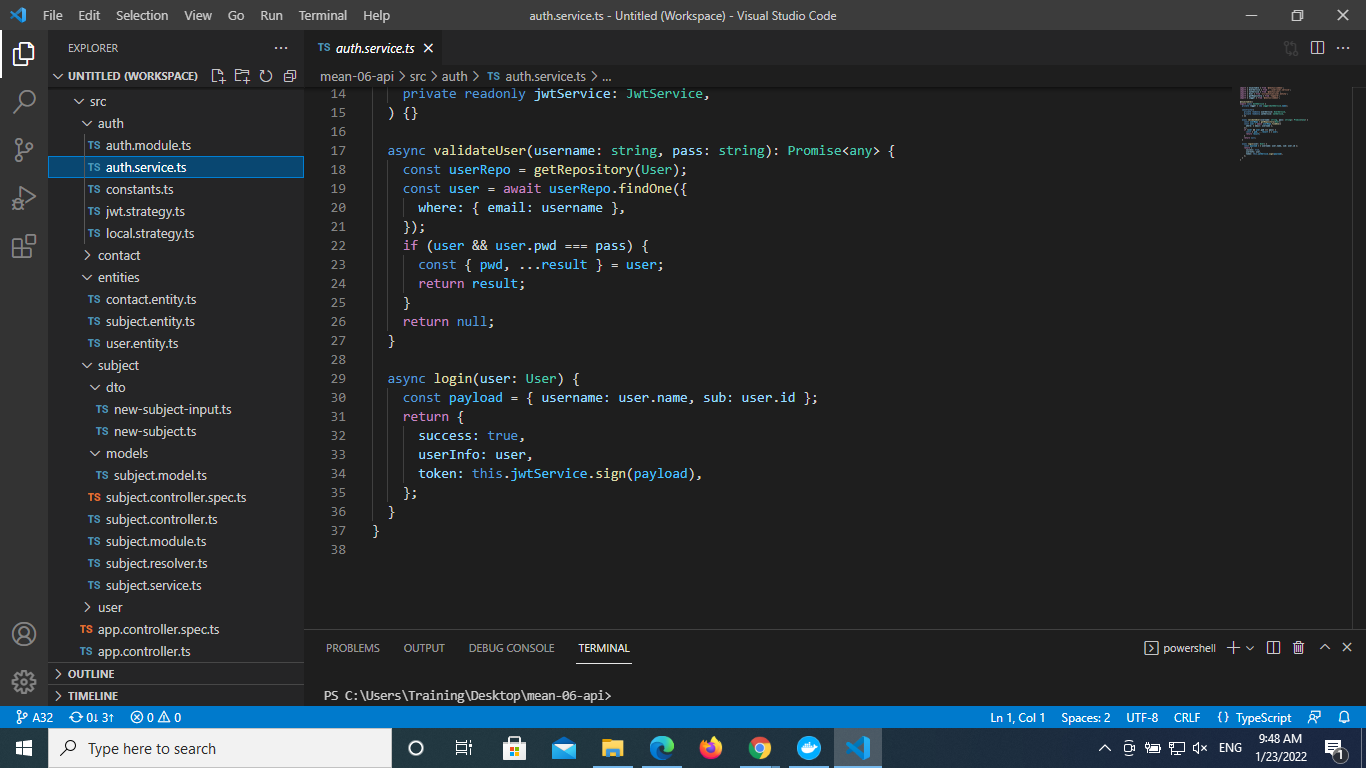 File Edit Selection View Go Run Terminal Help auth.service.ts - Untitled (Workspace) - Visual Studio Code
EXPLORER
UNTITLED (WORKSPACE)
src
auth
TS auth.module.ts
TS auth.service.ts
TS constants.ts
TS jwt.strategy.ts
TS local.strategy.ts
contact
entities
TS contact.entity.ts
TS subject.entity.ts
TS user.entity.ts
subject
dto
TS new-subject-input.ts
TS new-subject.ts
models
TS subject.model.ts
TS subject.controller.spec.ts
TS subject.controller.ts
TS subject.module.ts
TS subject.resolver.ts
TS subject.service.ts
user
TS app.controller.spec.ts
TS app.controller.ts
OUTLINE
TIMELINE
TS auth.service.ts
mean-06-api > src > auth > TS auth.service.ts > ...
14 private readonly jwtService: JwtService,
15 ) {}
16
17 async validateUser(username: string, pass: string): Promise<any> {
18 const userRepo = getRepository(User);
19 const user = await userRepo.findOne({
20 where: { email: username },
21 });
22 if (user && user.pwd === pass) {
23 const { pwd, ...result } = user;
24 return result;
25 }
26 return null;
27 }
28
29 async login(user: User) {
30 const payload = { username: user.name, sub: user.id };
31 return {
32 success: true,
33 userInfo: user,
34 token: this.jwtService.sign(payload),
35 };
36 }
37 }
38
PROBLEMS OUTPUT DEBUG CONSOLE TERMINAL powershell
PS C:\Users\Training\Desktop\mean-06-api>
A32 0↓ 3↑ 0 0 Ln 1, Col 1 Spaces: 2 UTF-8 CRLF {} TypeScript
Type here to search
ENG
9:48 AM
1/23/2022
1